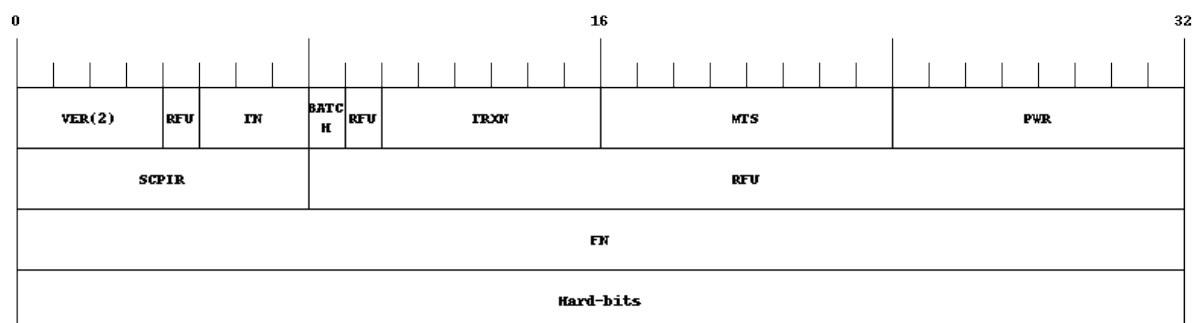 0 16 32
VER(2) RFU TN BATC RFU TRXN MTS PWR
H
SCPIR RFU
FN
Hard-bits